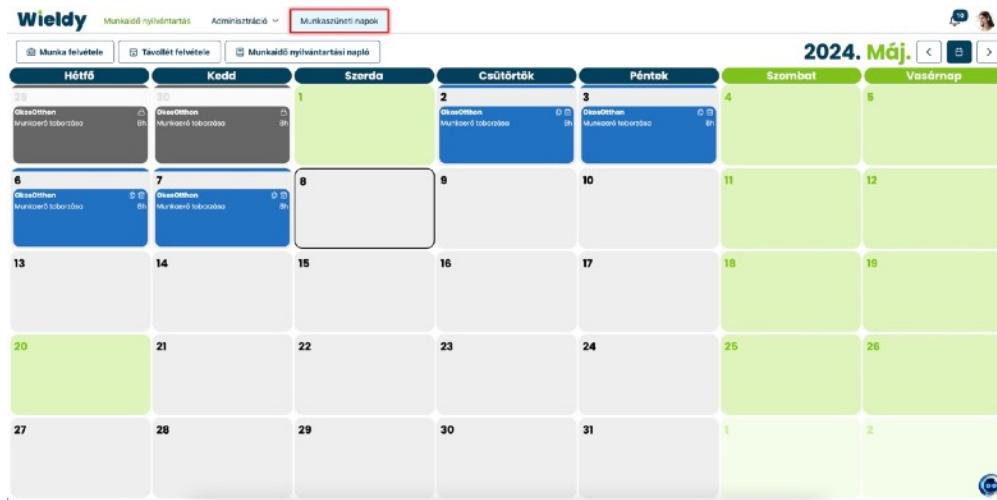 Wieldy Munkaidő nyilvántartás Adminisztráció Munkaszüneti napok 10
Munka felvétele Távollét felvétele Munkaidő nyilvántartási napló 2024. Máj.
Hétfő Kedd Szerda Csütörtök Péntek Szombat Vasárnap
29 30 1 2 3 4 5
OkosOtthon OkosOtthon OkosOtthon OkosOtthon
Munkaerő toborzása 8h Munkaerő toborzása 8h Munkaerő toborzása 8h Munkaerő toborzása 8h
6 7 8 9 10 11 12
OkosOtthon OkosOtthon
Munkaerő toborzása 8h Munkaerő toborzása 8h
13 14 15 16 17 18 19
20 21 22 23 24 25 26
27 28 29 30 31 1 2